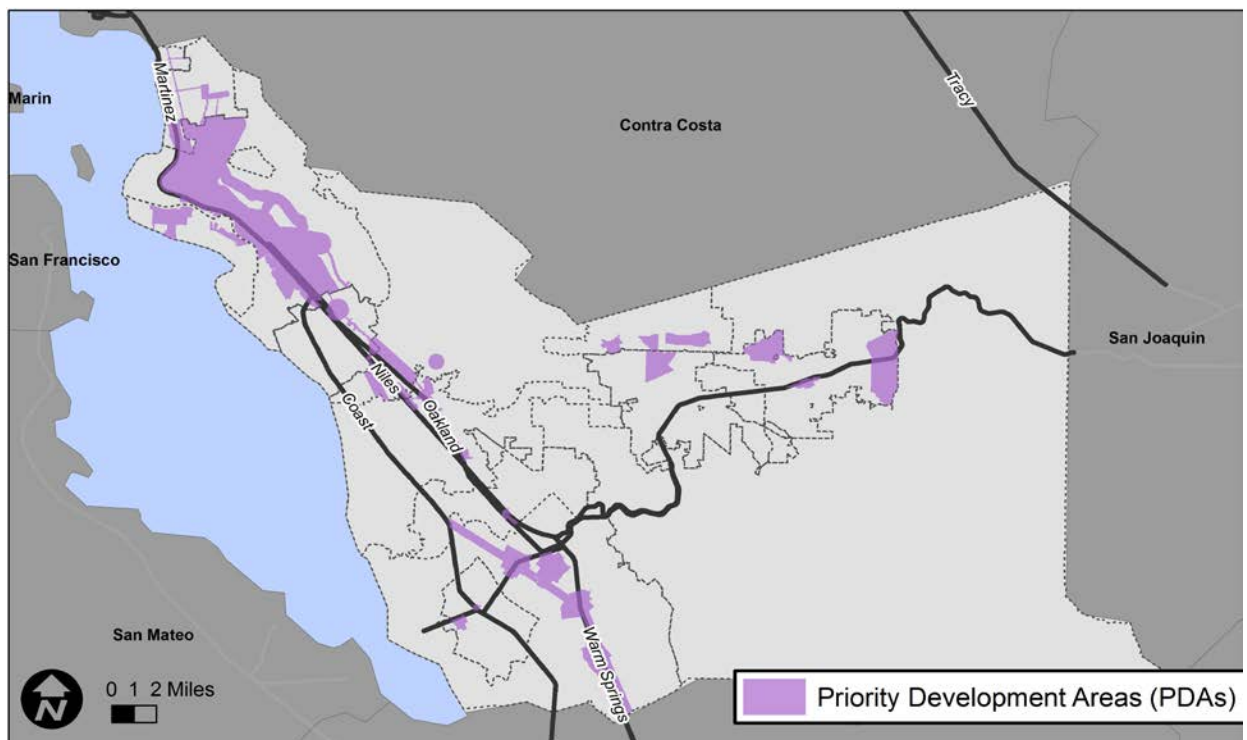 Martinez
Marin
Tracy
Contra Costa
San Francisco
San Joaquin
Niles
Oakland
Coast
San Mateo
Warm Springs
N
0 1 2 Miles
Priority Development Areas (PDAs)